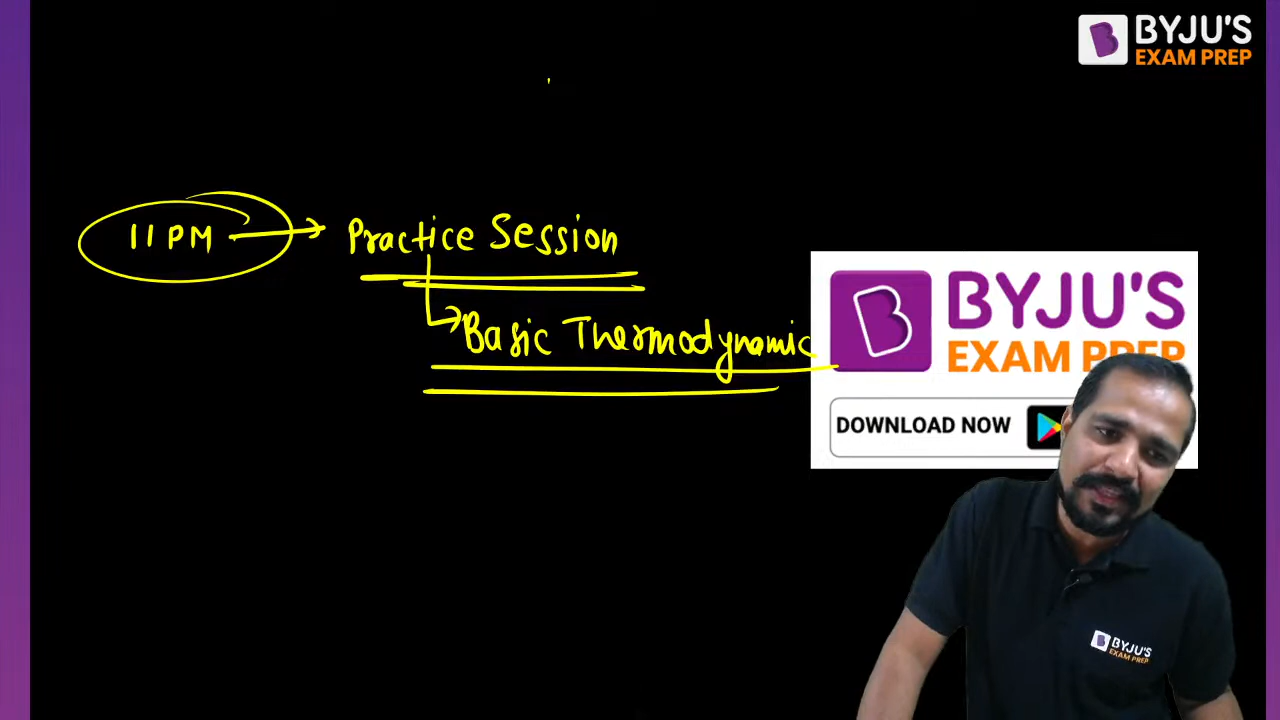 BYJU'S
EXAM PREP
11 PM → Practice Session
Basic Thermodynamic
BYJU'S
EXAM PREP
DOWNLOAD NOW
BYJU'S
EXAM PREP